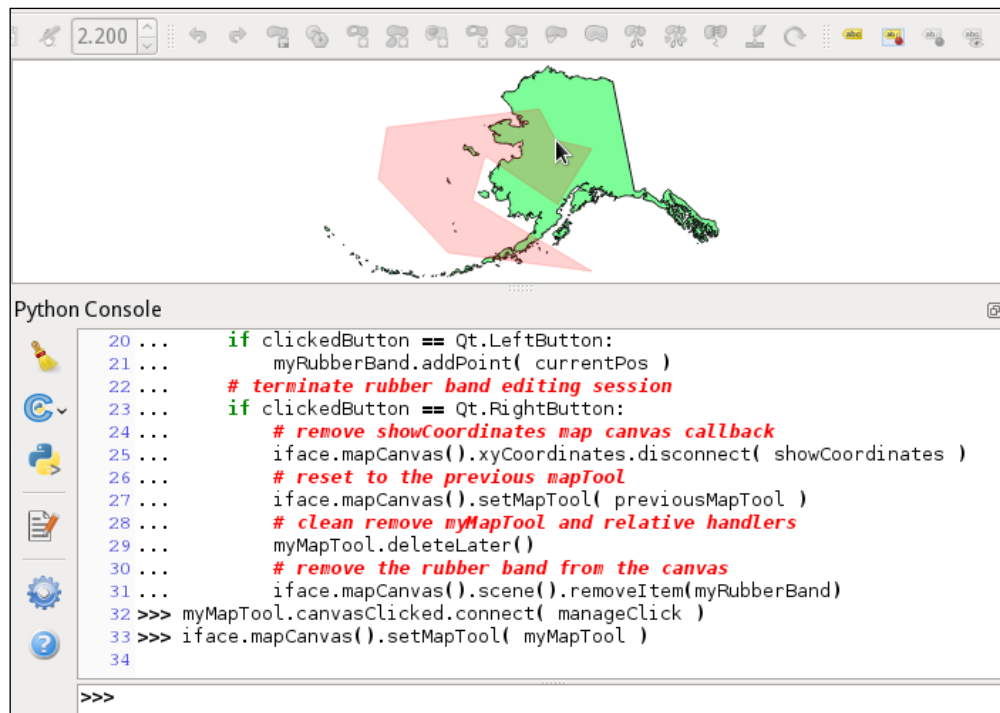 2.200
abc
Python Console
20 ...      if clickedButton == Qt.LeftButton:
21 ...          myRubberBand.addPoint( currentPos )
22 ...      # terminate rubber band editing session
23 ...      if clickedButton == Qt.RightButton:
24 ...          # remove showCoordinates map canvas callback
25 ...          iface.mapCanvas().xyCoordinates.disconnect( showCoordinates )
26 ...          # reset to the previous mapTool
27 ...          iface.mapCanvas().setMapTool( previousMapTool )
28 ...          # clean remove myMapTool and relative handlers
29 ...          myMapTool.deleteLater()
30 ...          # remove the rubber band from the canvas
31 ...          iface.mapCanvas().scene().removeItem(myRubberBand)
32 >>> myMapTool.canvasClicked.connect( manageClick )
33 >>> iface.mapCanvas().setMapTool( myMapTool )
34
>>>